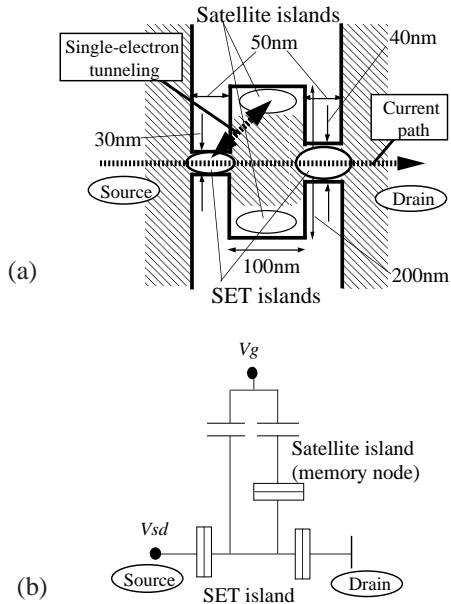 Satellite islands
Single-electron
tunneling
50nm
40nm
30nm
Current
path
Source
Drain
100nm
200nm
SET islands
(a)
Vg
Satellite island
(memory node)
Vsd
Source
SET island
Drain
(b)